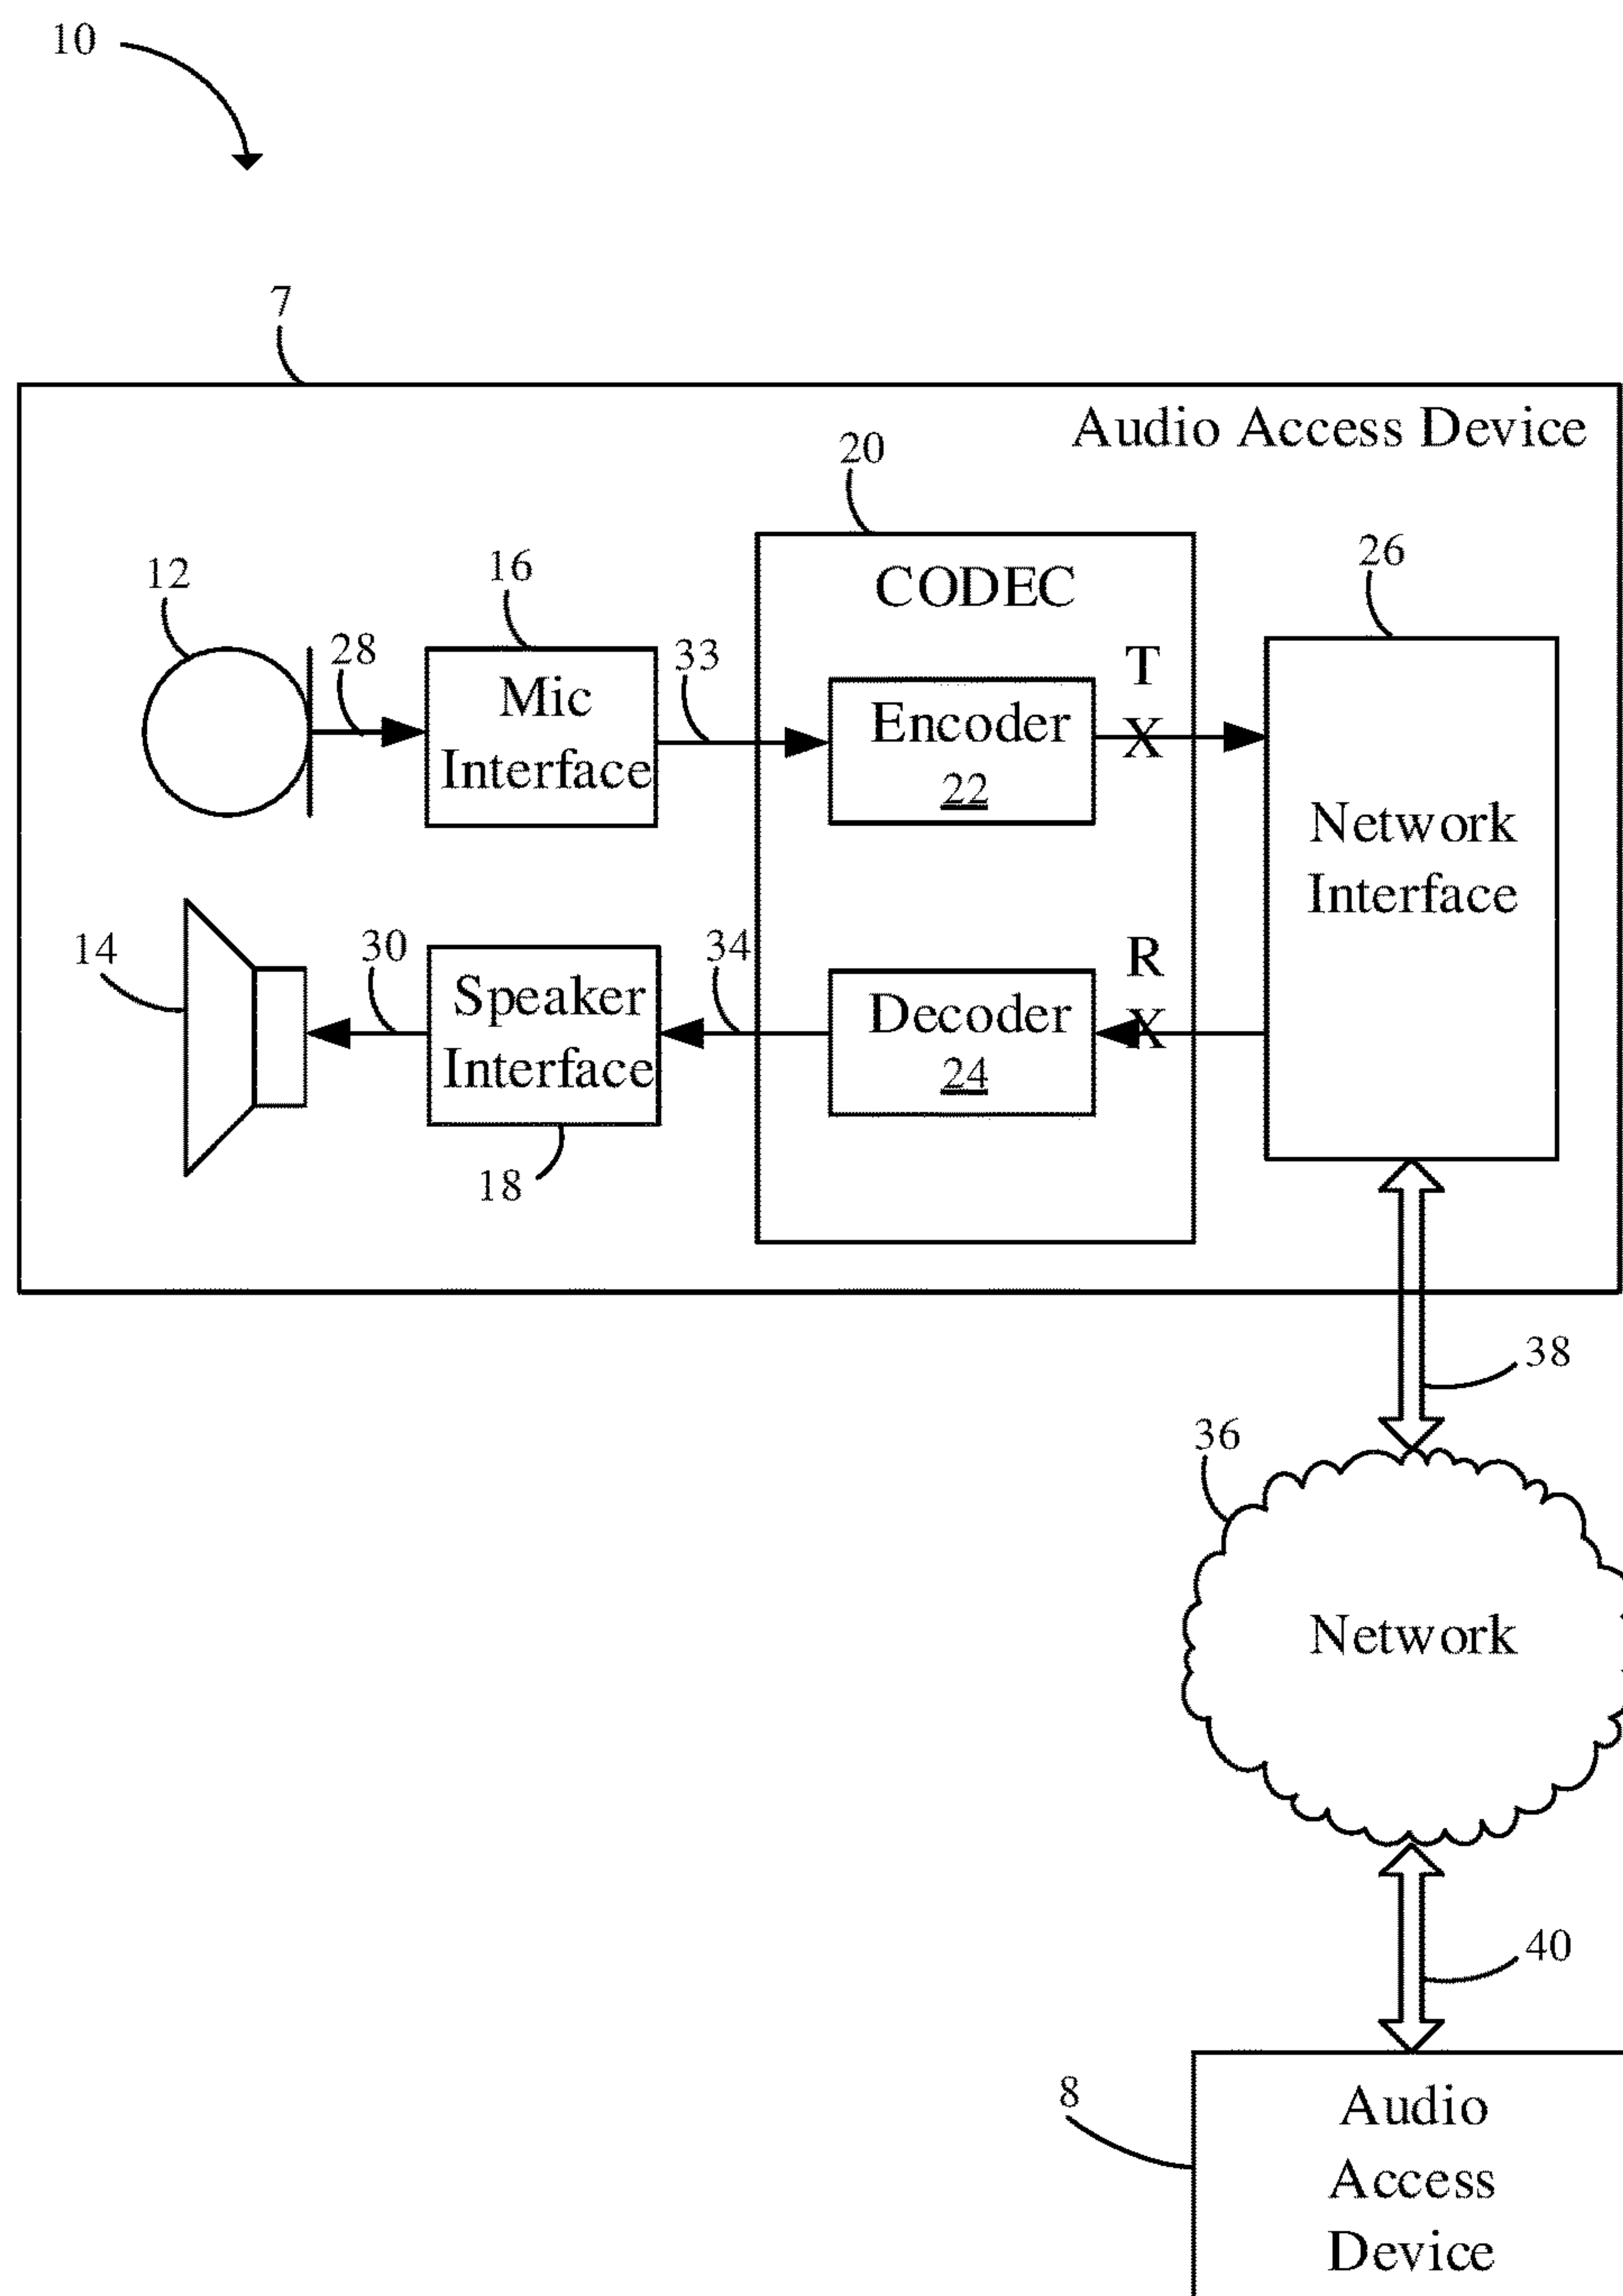 10
7
Audio Access Device
20
12
16
26
28
33
CODEC
T
X
Mic
Interface
Encoder
22
Network
Interface
14
30
34
R
X
Speaker
Interface
Decoder
24
18
38
36
Network
40
8
Audio
Access
Device